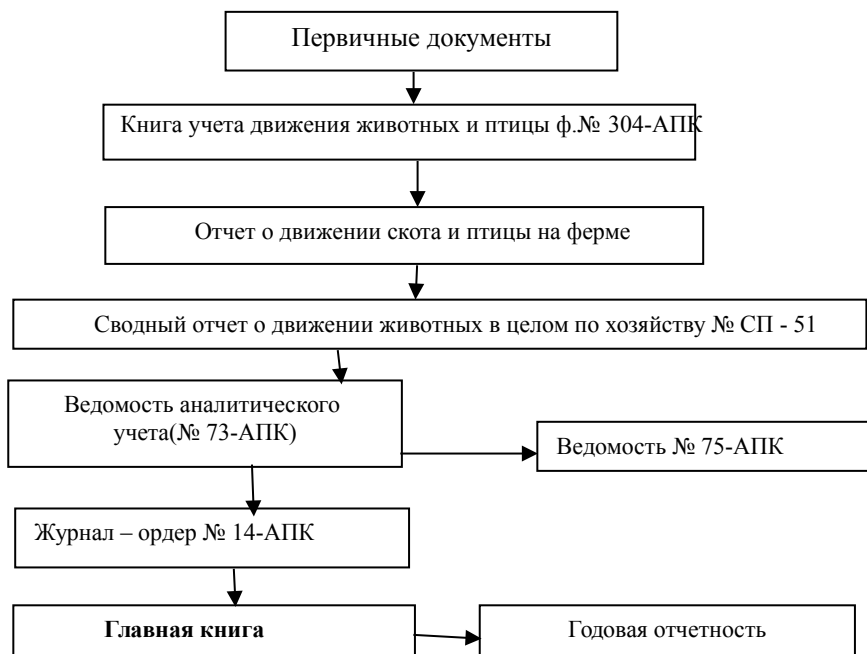 Первичные документы
Книга учета движения животных и птицы ф.№ 304-АПК
Отчет о движении скота и птицы на ферме
Сводный отчет о движении животных в целом по хозяйству № СП - 51
Ведомость аналитического
учета(№ 73-АПК)
Ведомость № 75-АПК
Журнал – ордер № 14-АПК
Главная книга
Годовая отчетность